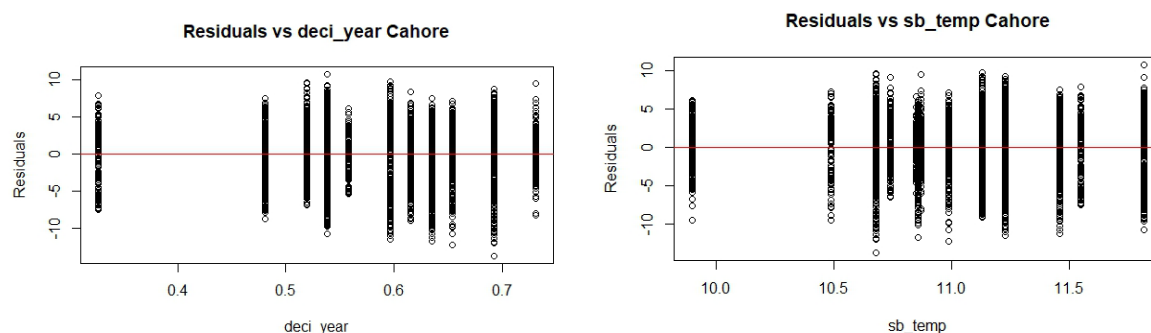 Residuals vs deci_year Cahore
Residuals
10
5
0
-5
-10
0.4 0.5 0.6 0.7
deci_year
Residuals vs sb_temp Cahore
Residuals
10
5
0
-5
-10
10.0 10.5 11.0 11.5
sb_temp